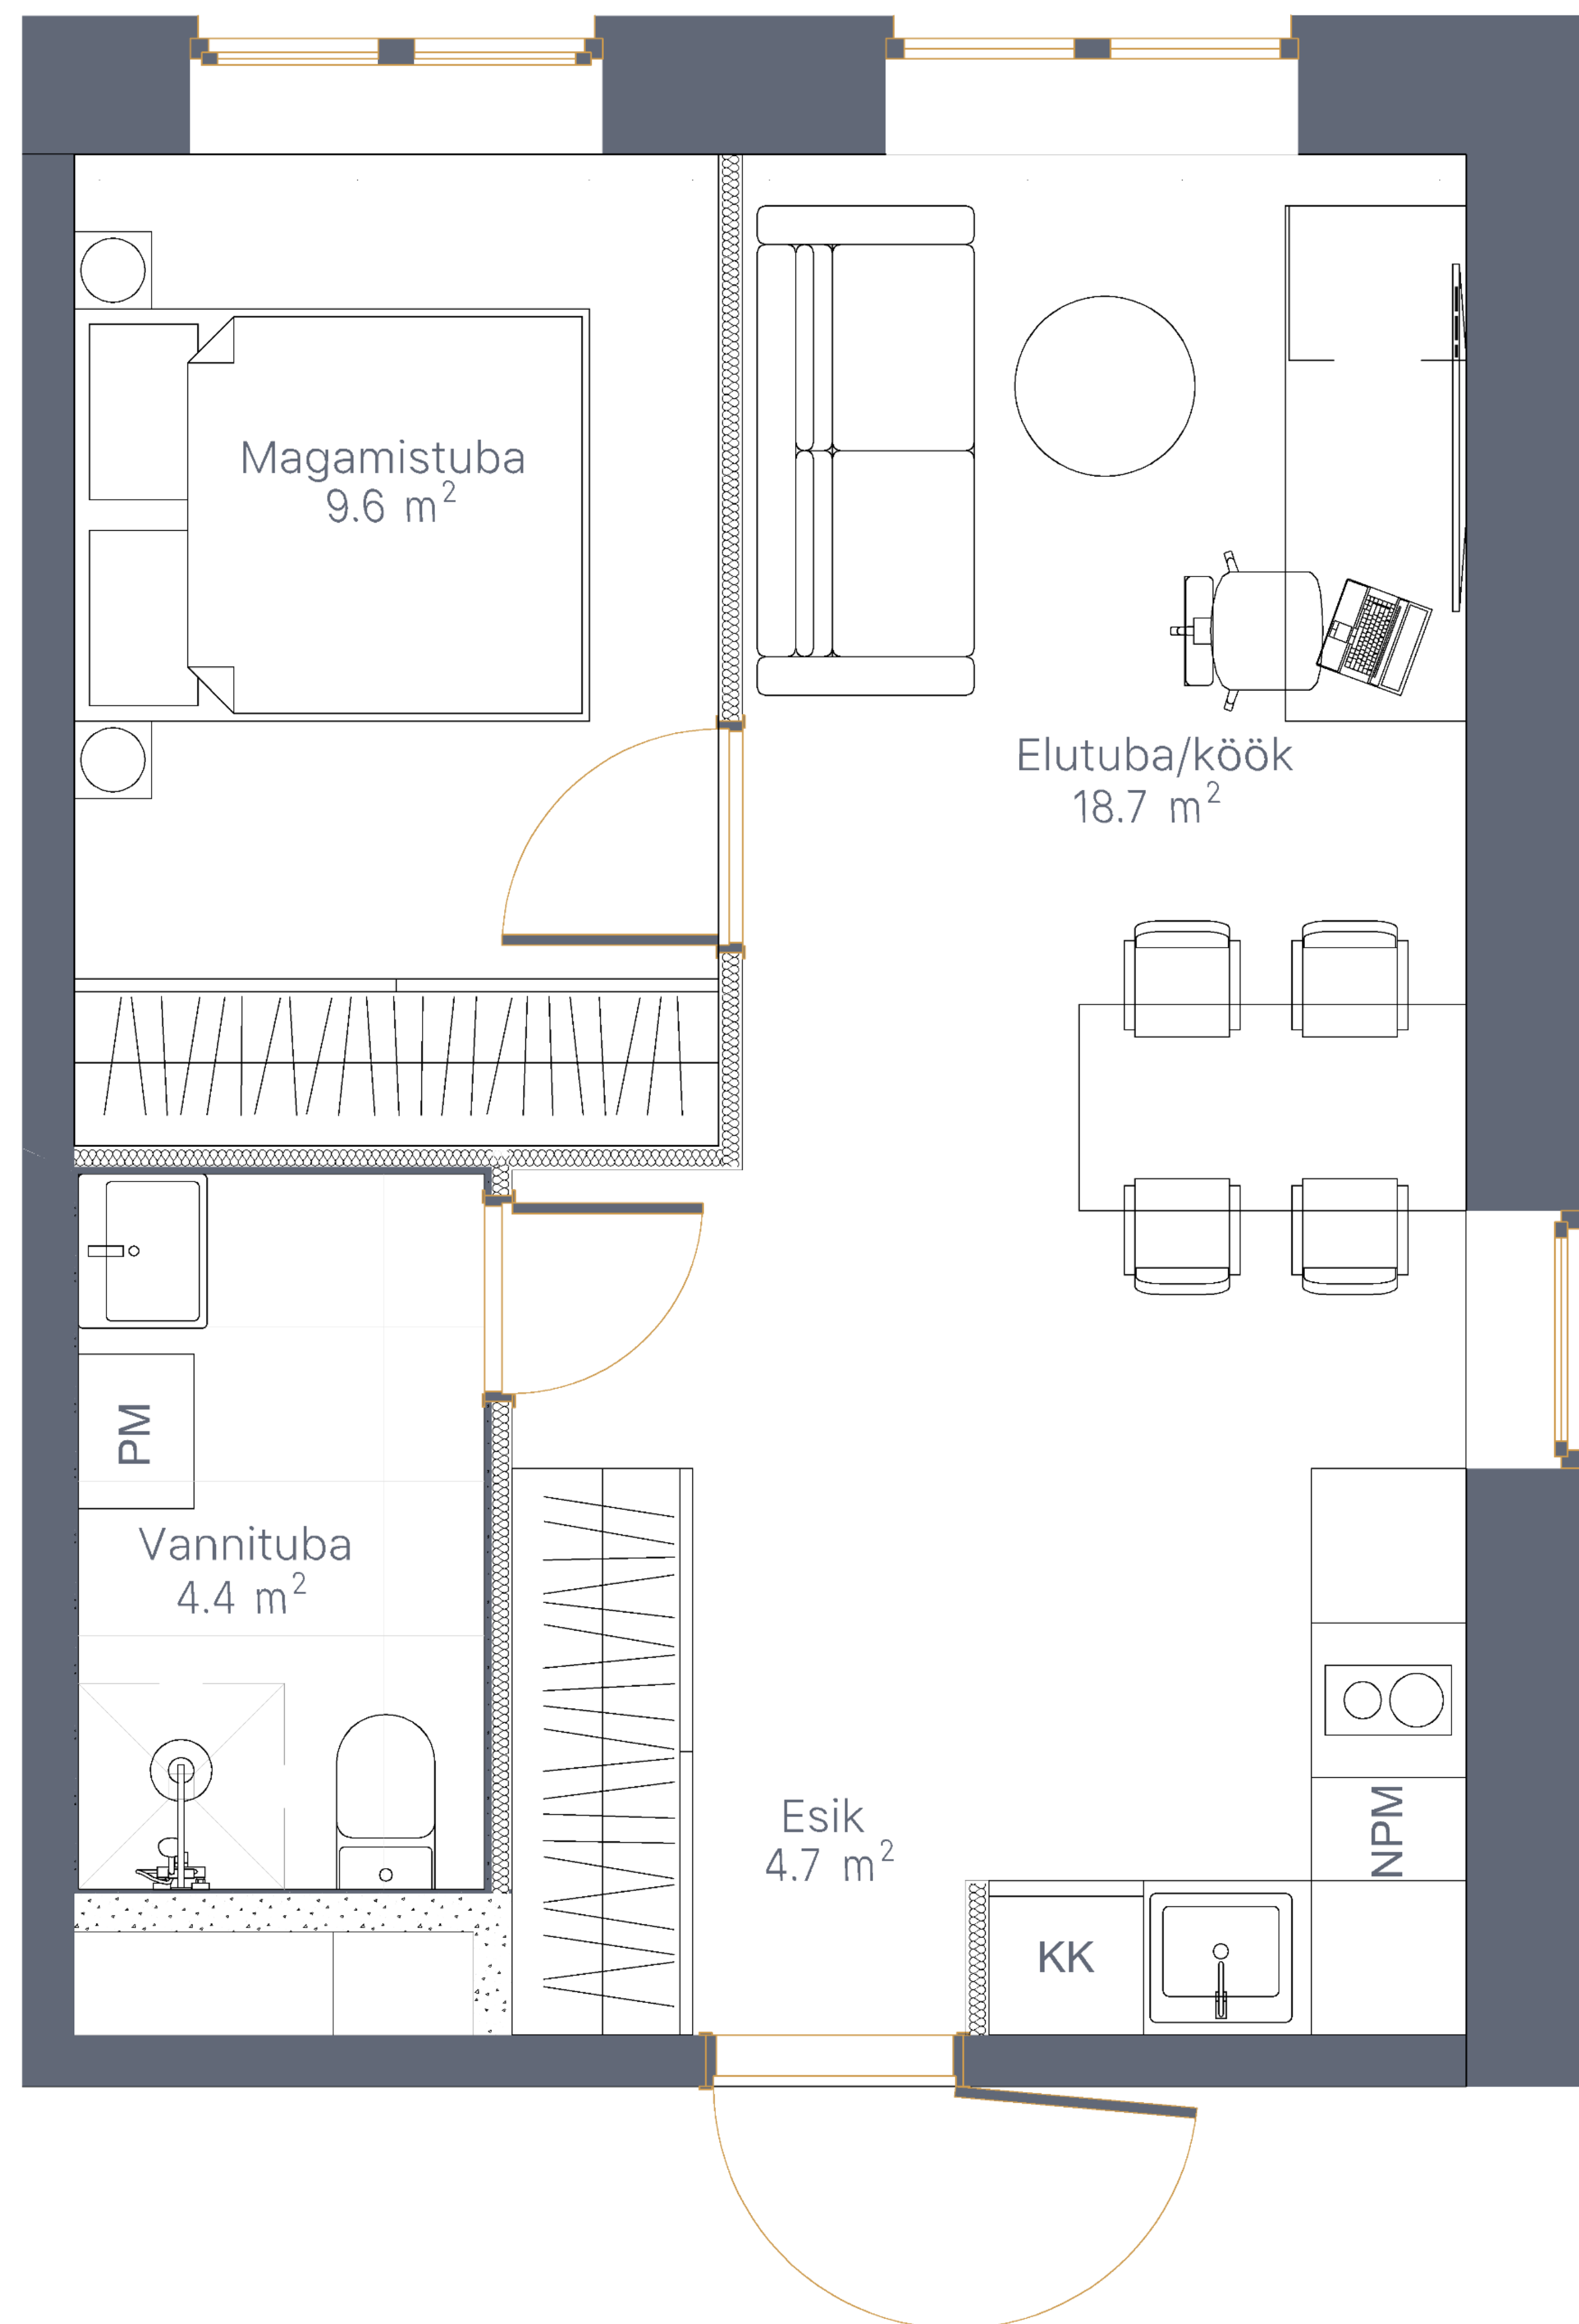 Magamistuba
9.6 m²
Elutuba/köök
18.7 m²
PM
Vannituba
4.4 m²
Esik
4.7 m²
NPM
KK